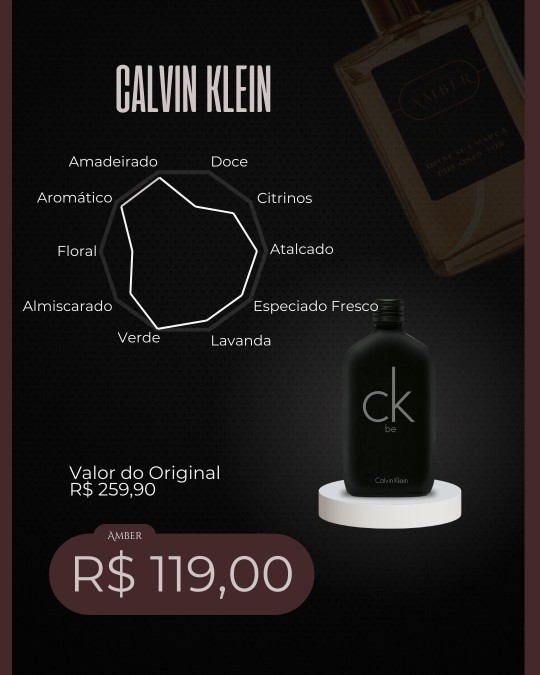 CALVIN KLEIN
AMBER
Amadeirado
Doce
Aromático
Citrinos
Floral
Atalcado
Almiscarado
Especiado Fresco
Verde
Lavanda
ck
be
Calvin Klein
Valor do Original
R$ 259,90
AMBER
R$ 119,00